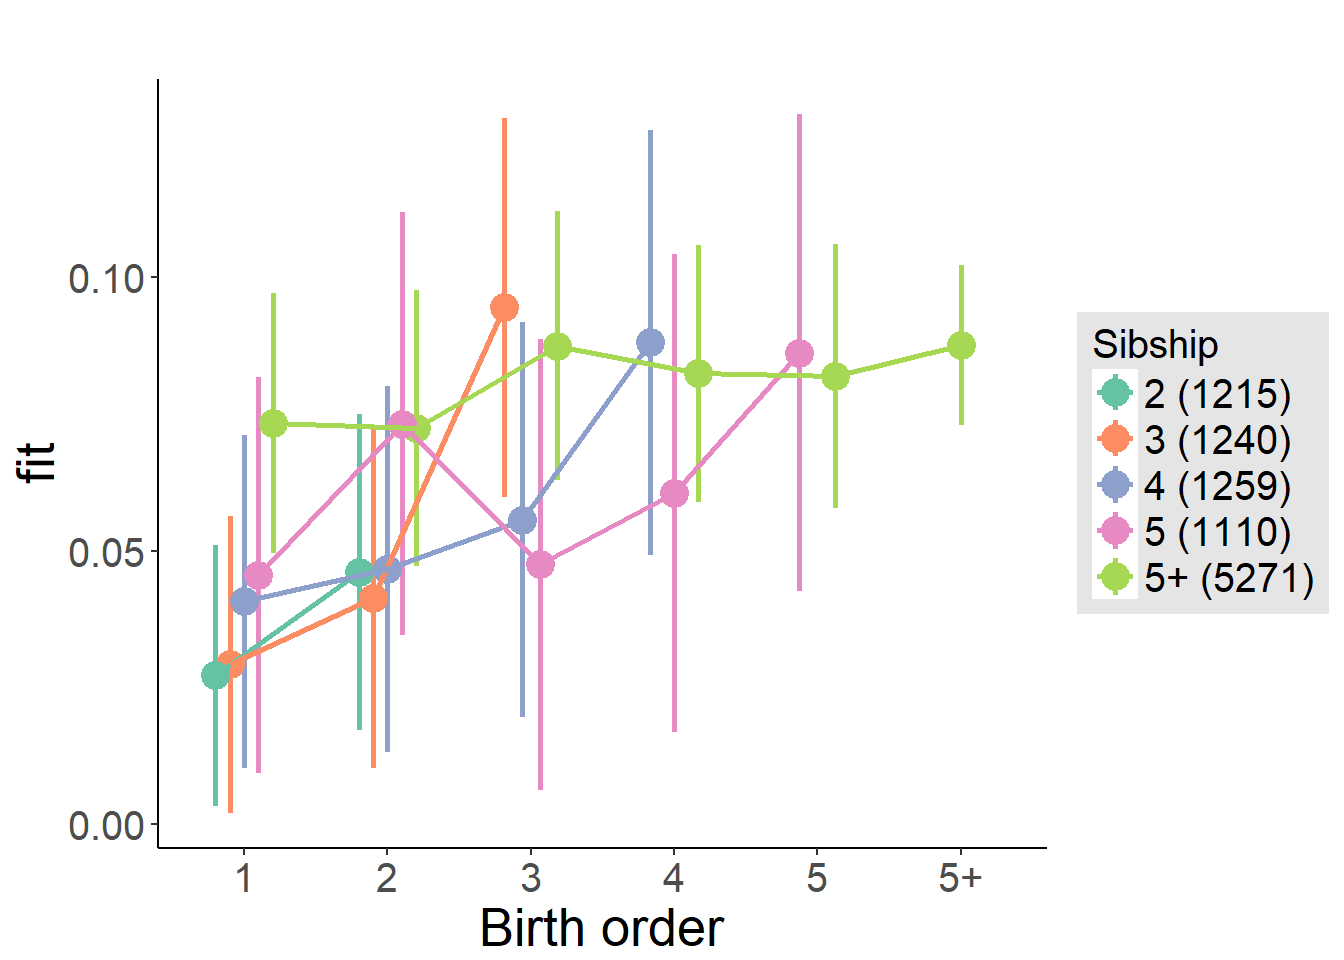 fit
0.10
0.05
0.00
1 2 3 4 5 5+
Birth order
Sibship
2 (1215)
3 (1240)
4 (1259)
5 (1110)
5+ (5271)